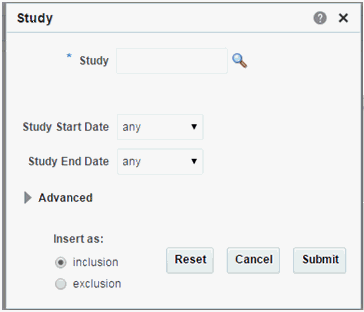 Study
* Study
Study Start Date any
Study End Date any
Advanced
Insert as:
inclusion
exclusion
Reset Cancel Submit